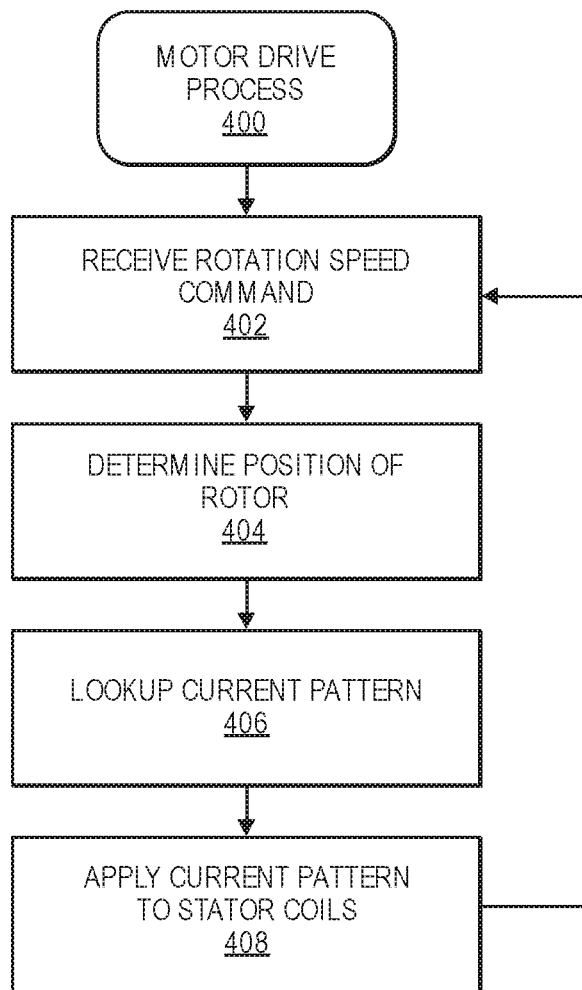 MOTOR DRIVE
PROCESS
400
RECEIVE ROTATION SPEED
COMMAND
402
DETERMINE POSITION OF
ROTOR
404
LOOKUP CURRENT PATTERN
406
APPLY CURRENT PATTERN
TO STATOR COILS
408